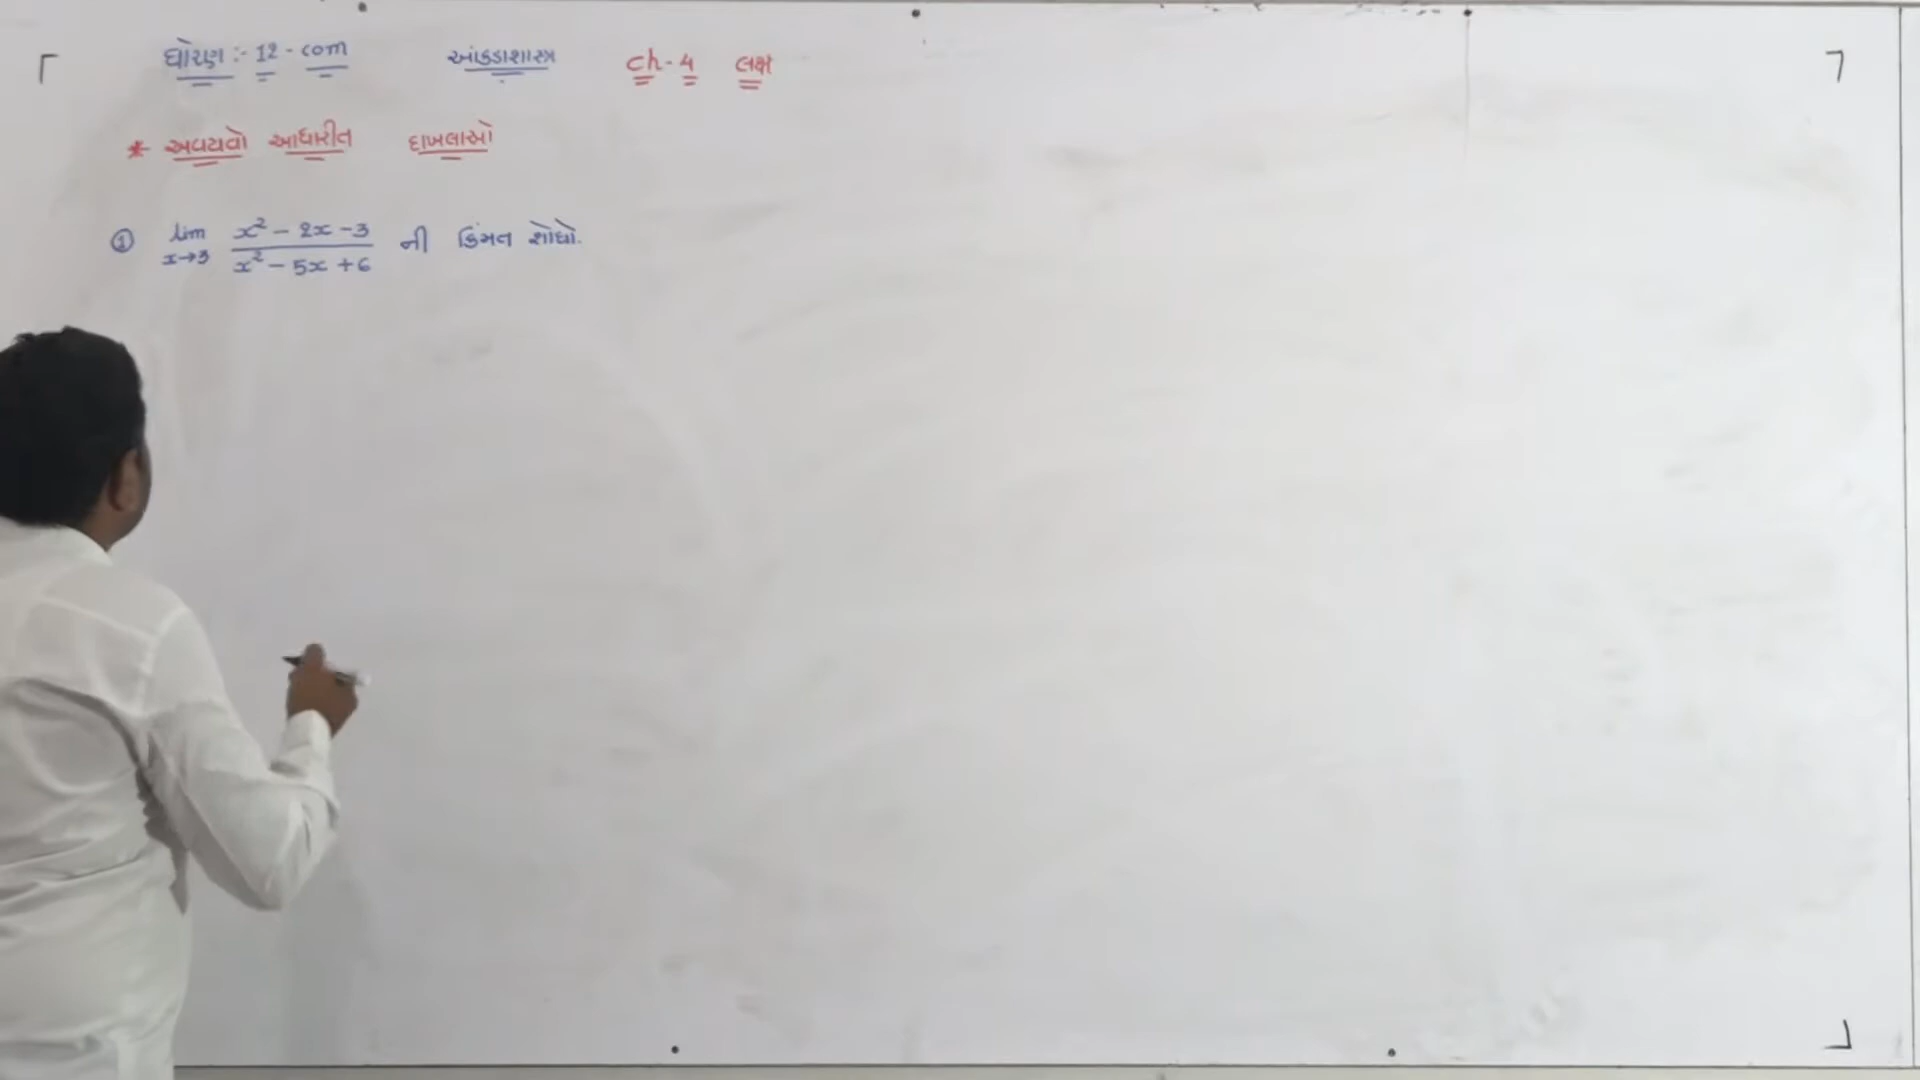 ધોરણ :- 12 - com આંકડાશાસ્ત્ર ch - 4 લક્ષ
* અવયવો આધારીત દાખલાઓ
① lim x→3 (x² - 2x - 3)/(x² - 5x + 6) ની કિંમત શોધો.